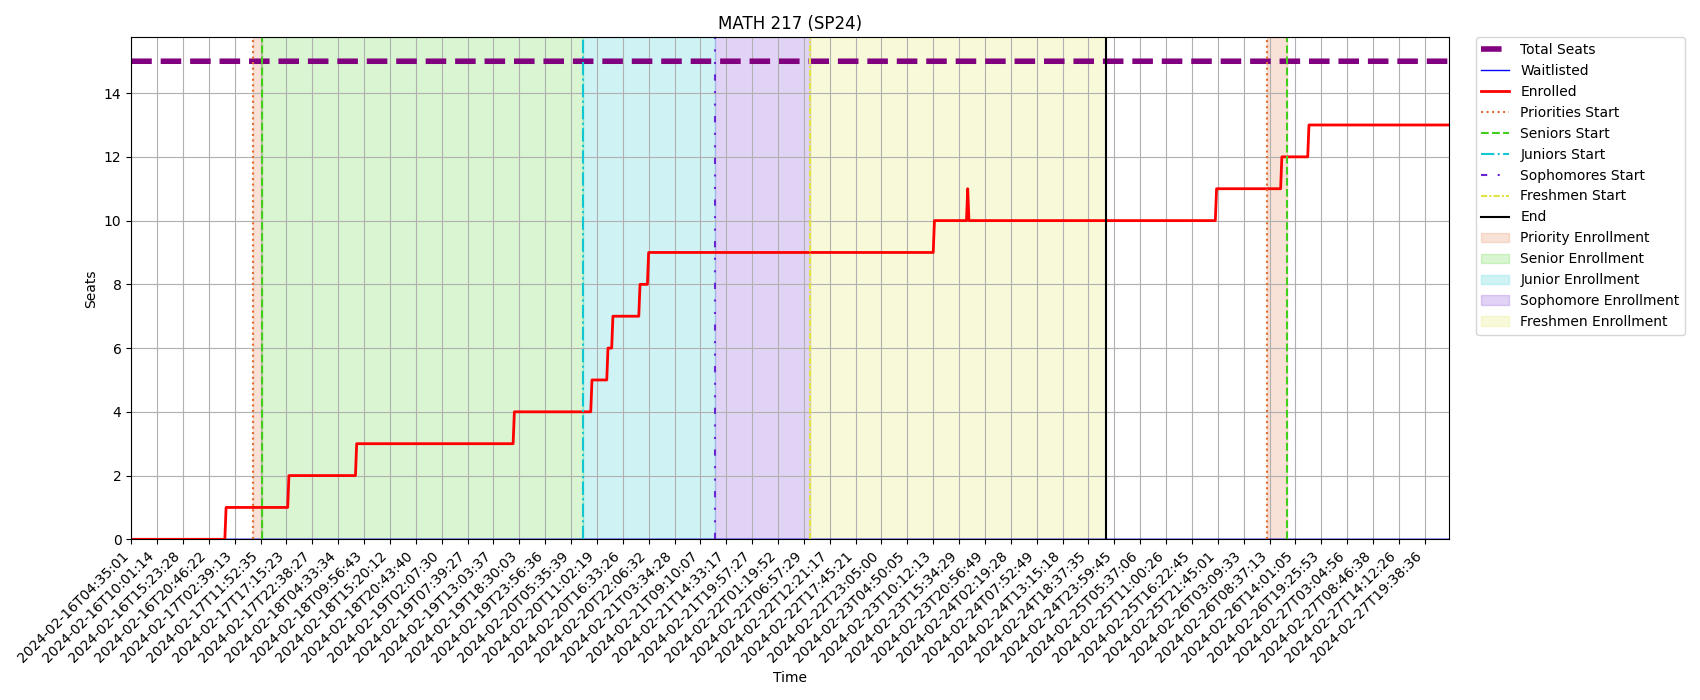 MATH 217 (SP24)
Total Seats
Waitlisted
Enrolled
Priorities Start
Seniors Start
Juniors Start
Sophomores Start
Freshmen Start
End
Priority Enrollment
Senior Enrollment
Junior Enrollment
Sophomore Enrollment
Freshmen Enrollment
Seats
14
12
10
8
6
4
2
0
2024-02-16T04:35:01
2024-02-16T10:01:14
2024-02-16T15:23:28
2024-02-16T20:46:22
2024-02-17T02:39:13
2024-02-17T11:52:35
2024-02-17T17:15:23
2024-02-17T22:38:27
2024-02-18T04:33:34
2024-02-18T09:56:43
2024-02-18T15:20:12
2024-02-18T20:43:40
2024-02-19T02:07:30
2024-02-19T07:39:27
2024-02-19T13:03:37
2024-02-19T18:30:03
2024-02-19T23:56:36
2024-02-20T05:35:39
2024-02-20T11:02:19
2024-02-20T16:33:26
2024-02-20T22:06:32
2024-02-21T03:34:28
2024-02-21T09:10:07
2024-02-21T14:33:17
2024-02-21T19:57:27
2024-02-22T01:19:52
2024-02-22T06:57:29
2024-02-22T12:21:17
2024-02-22T17:45:21
2024-02-22T23:05:00
2024-02-23T04:50:05
2024-02-23T10:12:13
2024-02-23T15:34:29
2024-02-23T20:56:49
2024-02-24T02:19:28
2024-02-24T07:52:49
2024-02-24T13:15:18
2024-02-24T18:37:35
2024-02-24T23:59:45
2024-02-25T05:37:06
2024-02-25T11:00:26
2024-02-25T16:22:45
2024-02-25T21:45:01
2024-02-26T03:09:33
2024-02-26T08:37:13
2024-02-26T14:01:05
2024-02-26T19:25:53
2024-02-27T03:04:56
2024-02-27T08:46:38
2024-02-27T14:12:26
2024-02-27T19:38:36
Time